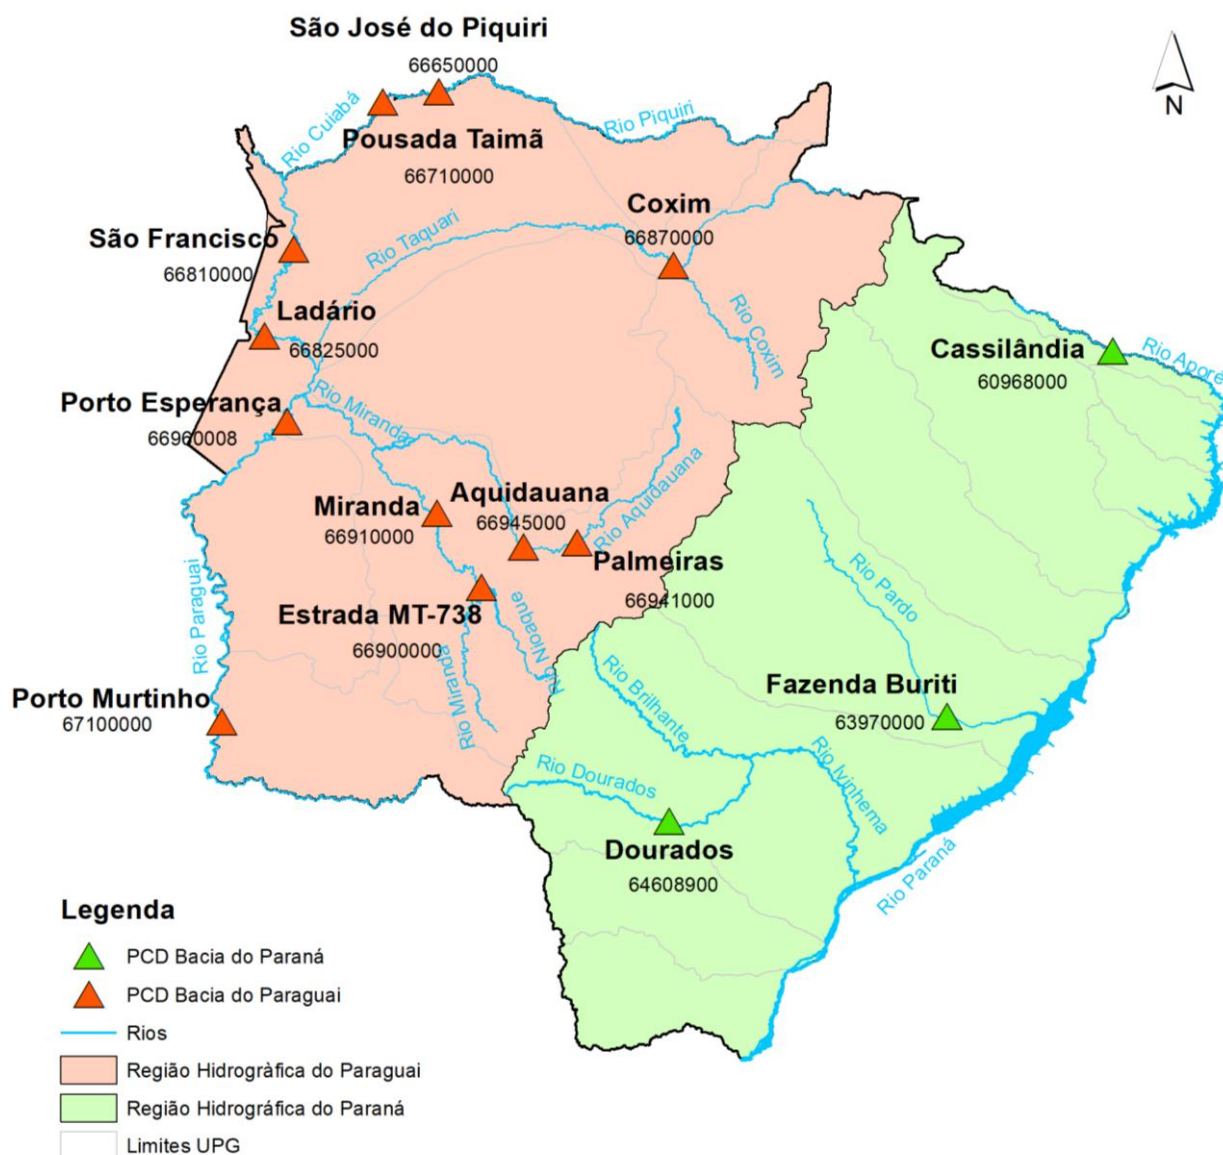 São José do Piquiri
66650000
N
Rio Cuiabá
Pousada Taimã
66710000
Rio Piquiri
Coxim
66870000
São Francisco
66810000
Rio Taquari
Ladário
66825000
Rio Coxim
Cassilândia
60968000
Rio Aporé
Porto Esperança
66960008
Rio Miranda
Miranda
66910000
Aquidauana
66945000
Rio Aquidauana
Palmeiras
66941000
Rio Pardo
Rio Paraguai
Estrada MT-738
66900000
Rio Nioaque
Rio Miranda
Porto Murtinho
67100000
Rio Brilhante
Fazenda Buriti
63970000
Rio Dourados
Rio Ivinhema
Dourados
64608900
Rio Paraná
Legenda
PCD Bacia do Paraná
PCD Bacia do Paraguai
Rios
Região Hidrogràfica do Paraguai
Região Hidrográfica do Paraná
Limites UPG